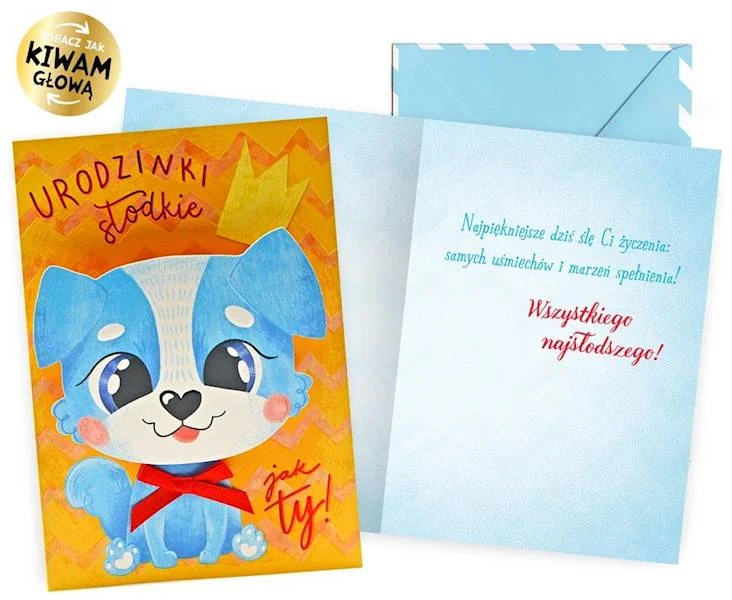 ZOBACZ JAK
KIWAM
GŁOWĄ
URODZINKI
słodkie
jak
ty!
Najpiękniejsze dziś ślę Ci życzenia:
samych uśmiechów i marzeń spełnienia!
Wszystkiego
najsłodszego!